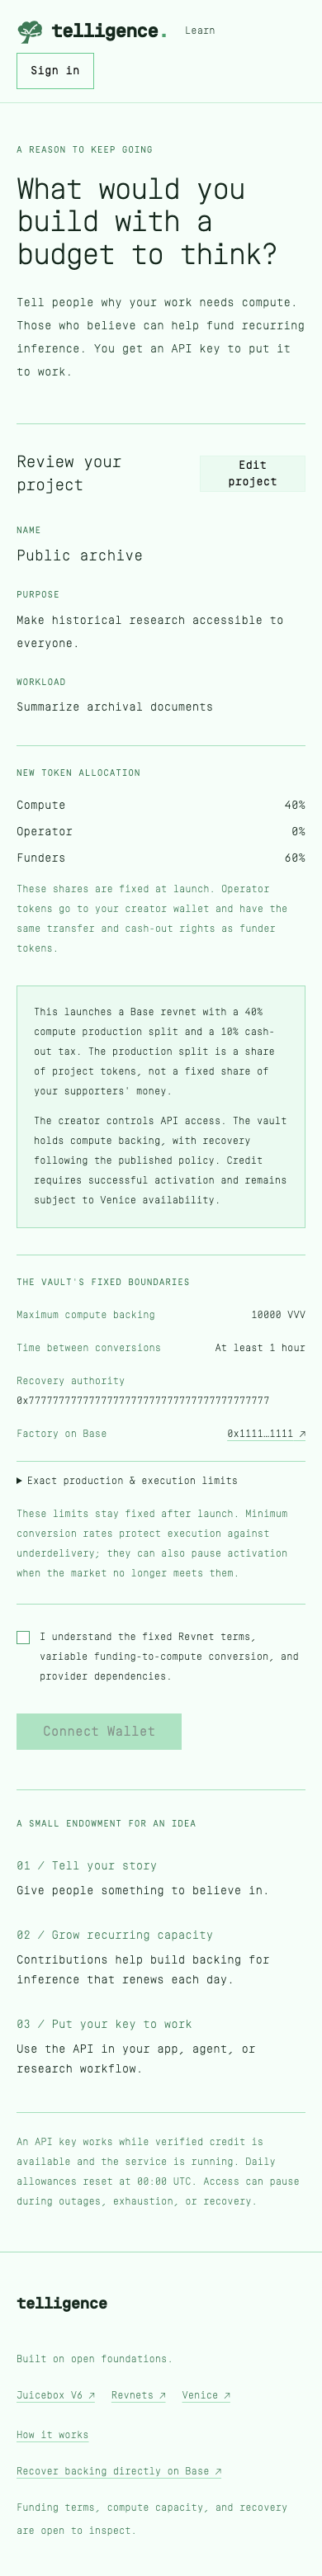 telligence.
Learn
Sign in
A REASON TO KEEP GOING
What would you
build with a
budget to think?
Tell people why your work needs compute.
Those who believe can help fund recurring
inference. You get an API key to put it
to work.
Review your
project
Edit
project
NAME
Public archive
PURPOSE
Make historical research accessible to
everyone.
WORKLOAD
Summarize archival documents
NEW TOKEN ALLOCATION
Compute 40%
Operator 0%
Funders 60%
These shares are fixed at launch. Operator
tokens go to your creator wallet and have the
same transfer and cash-out rights as funder
tokens.
This launches a Base revnet with a 40%
compute production split and a 10% cash-
out tax. The production split is a share
of project tokens, not a fixed share of
your supporters' money.
The creator controls API access. The vault
holds compute backing, with recovery
following the published policy. Credit
requires successful activation and remains
subject to Venice availability.
THE VAULT'S FIXED BOUNDARIES
Maximum compute backing 10000 VVV
Time between conversions At least 1 hour
Recovery authority
0x7777777777777777777777777777777777777777
Factory on Base 0x1111…1111 ↗
▶ Exact production & execution limits
These limits stay fixed after launch. Minimum
conversion rates protect execution against
underdelivery; they can also pause activation
when the market no longer meets them.
I understand the fixed Revnet terms,
variable funding-to-compute conversion, and
provider dependencies.
Connect Wallet
A SMALL ENDOWMENT FOR AN IDEA
01 / Tell your story
Give people something to believe in.
02 / Grow recurring capacity
Contributions help build backing for
inference that renews each day.
03 / Put your key to work
Use the API in your app, agent, or
research workflow.
An API key works while verified credit is
available and the service is running. Daily
allowances reset at 00:00 UTC. Access can pause
during outages, exhaustion, or recovery.
telligence
Built on open foundations.
Juicebox V6 ↗ Revnets ↗ Venice ↗
How it works
Recover backing directly on Base ↗
Funding terms, compute capacity, and recovery
are open to inspect.